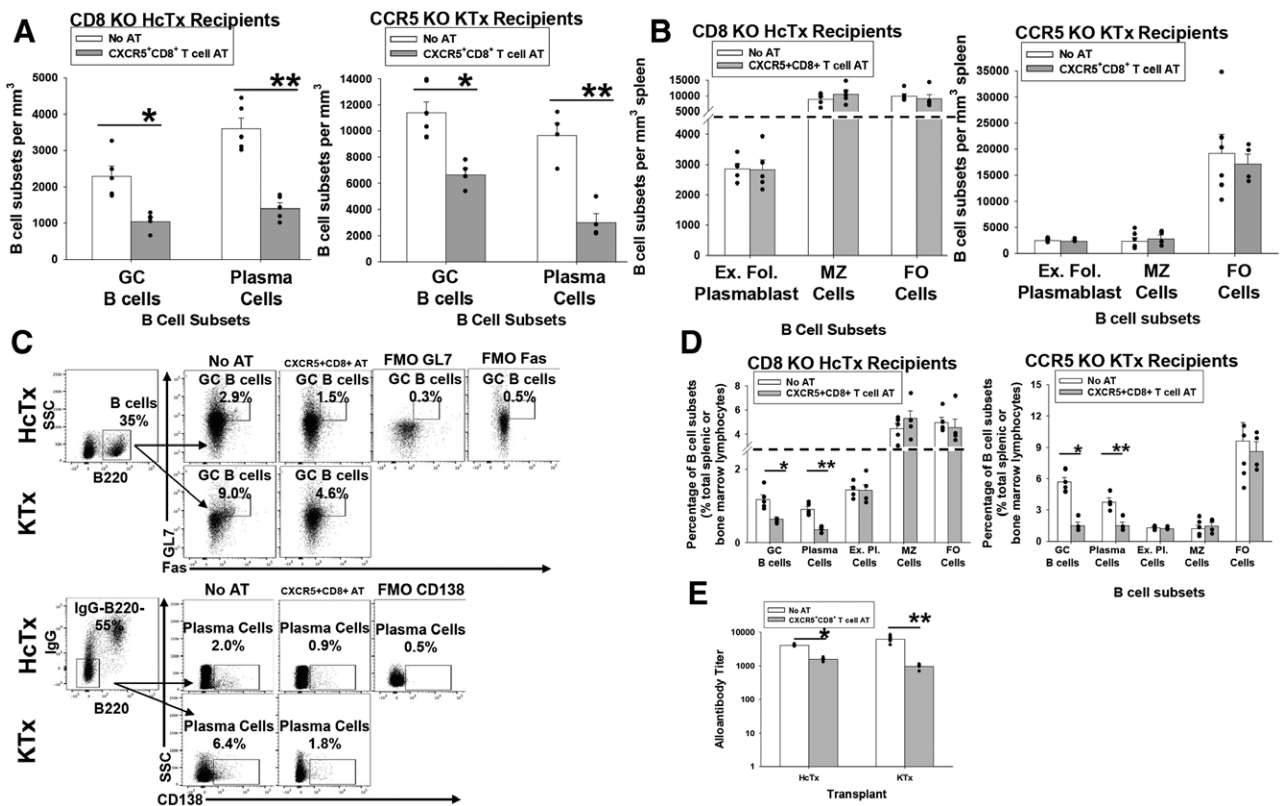 A
CD8 KO HcTx Recipients
No AT
CXCR5+CD8+ T cell AT
B cell subsets per mm3
5000
4000
3000
2000
1000
0
*
**
GC
B cells
Plasma
Cells
B Cell Subsets
CCR5 KO KTx Recipients
No AT
CXCR5+CD8+ T cell AT
B cell subsets per mm3
14000
12000
10000
8000
6000
4000
2000
0
*
**
GC
B cells
Plasma
Cells
B Cell Subsets
B
CD8 KO HcTx Recipients
No AT
CXCR5+CD8+ T cell AT
B cell subsets per mm3 spleen
15000
10000
5000
4000
3000
2000
1000
0
Ex. Fol.
Plasmablast
MZ
Cells
FO
Cells
B Cell Subsets
CCR5 KO KTx Recipients
No AT
CXCR5+CD8+ T cell AT
B cell subsets per mm3 spleen
35000
30000
25000
20000
15000
10000
5000
0
Ex. Fol.
Plasmablast
MZ
Cells
FO
Cells
B cell subsets
C
HcTx
SSC
B cells
35%
B220
No AT
CXCR5+CD8+ AT
FMO GL7
FMO Fas
GC B cells
2.9%
GC B cells
1.5%
GC B cells
0.3%
GC B cells
0.5%
KTx
GC B cells
9.0%
GC B cells
4.6%
GL7
Fas
HcTx
IgG
IgG-B220-
55%
B220
No AT
CXCR5+CD8+ AT
FMO CD138
Plasma Cells
2.0%
Plasma Cells
0.9%
Plasma Cells
0.5%
KTx
Plasma Cells
6.4%
Plasma Cells
1.8%
SSC
CD138
D
CD8 KO HcTx Recipients
No AT
CXCR5+CD8+ T cell AT
Percentage of B cell subsets
(% total splenic or
bone marrow lymphocytes)
8
6
4
2
0
*
**
GC
B cells
Plasma
Cells
Ex. Pl.
Cells
MZ
Cells
FO
Cells
CCR5 KO KTx Recipients
No AT
CXCR5+CD8+ T cell AT
Percentage of B cell subsets
(% total splenic or
bone marrow lymphocytes)
15
12
9
6
3
0
*
**
GC
B cells
Plasma
Cells
Ex. Pl.
Cells
MZ
Cells
FO
Cells
B cell subsets
E
No AT
CXCR5+CD8+ T cell AT
Alloantibody Titer
10000
1000
100
10
1
*
**
HcTx
KTx
Transplant